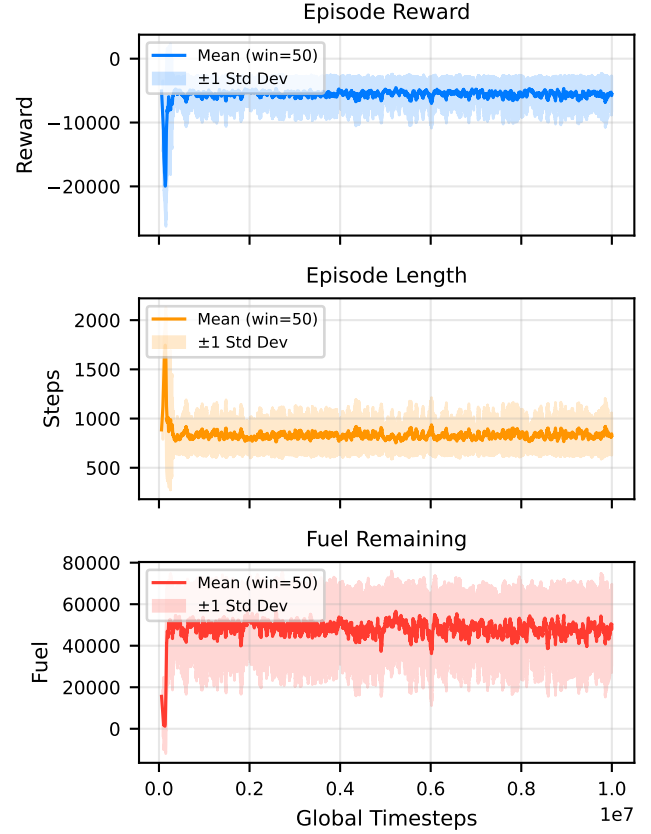 Episode Reward
Mean (win=50)
±1 Std Dev
0
−10000
−20000
Reward
Episode Length
Mean (win=50)
±1 Std Dev
2000
1500
1000
500
Steps
Fuel Remaining
Mean (win=50)
±1 Std Dev
80000
60000
40000
20000
0
Fuel
0.0 0.2 0.4 0.6 0.8 1.0
1e7
Global Timesteps